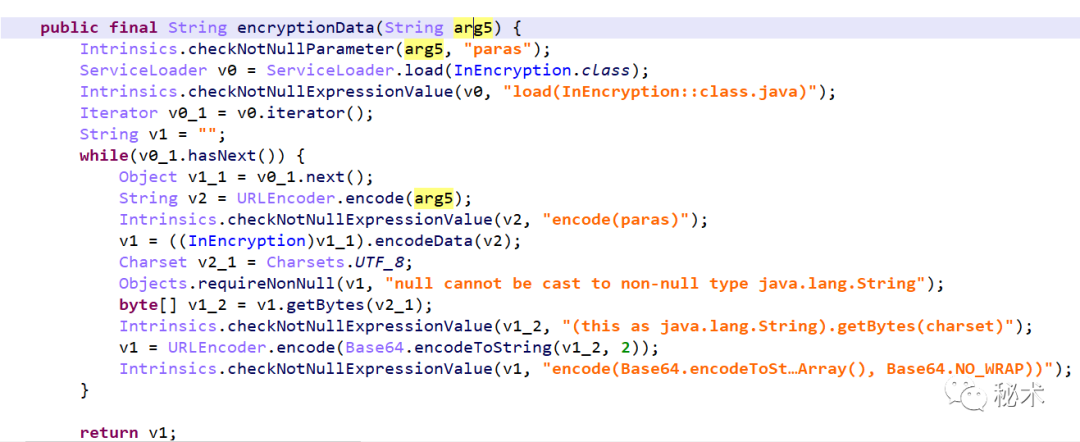 public final String encryptionData(String arg5) {
Intrinsics.checkNotNullParameter(arg5, "paras");
ServiceLoader v0 = ServiceLoader.load(InEncryption.class);
Intrinsics.checkNotNullExpressionValue(v0, "load(InEncryption::class.java)");
Iterator v0_1 = v0.iterator();
String v1 = "";
while(v0_1.hasNext()) {
Object v1_1 = v0_1.next();
String v2 = URLEncoder.encode(arg5);
Intrinsics.checkNotNullExpressionValue(v2, "encode(paras)");
v1 = ((InEncryption)v1_1).encodeData(v2);
Charset v2_1 = Charsets.UTF_8;
Objects.requireNonNull(v1, "null cannot be cast to non-null type java.lang.String");
byte[] v1_2 = v1.getBytes(v2_1);
Intrinsics.checkNotNullExpressionValue(v1_2, "(this as java.lang.String).getBytes(charset)");
v1 = URLEncoder.encode(Base64.encodeToString(v1_2, 2));
Intrinsics.checkNotNullExpressionValue(v1, "encode(Base64.encodeToSt…Array(), Base64.NO_WRAP))");
}
秘术
return v1;